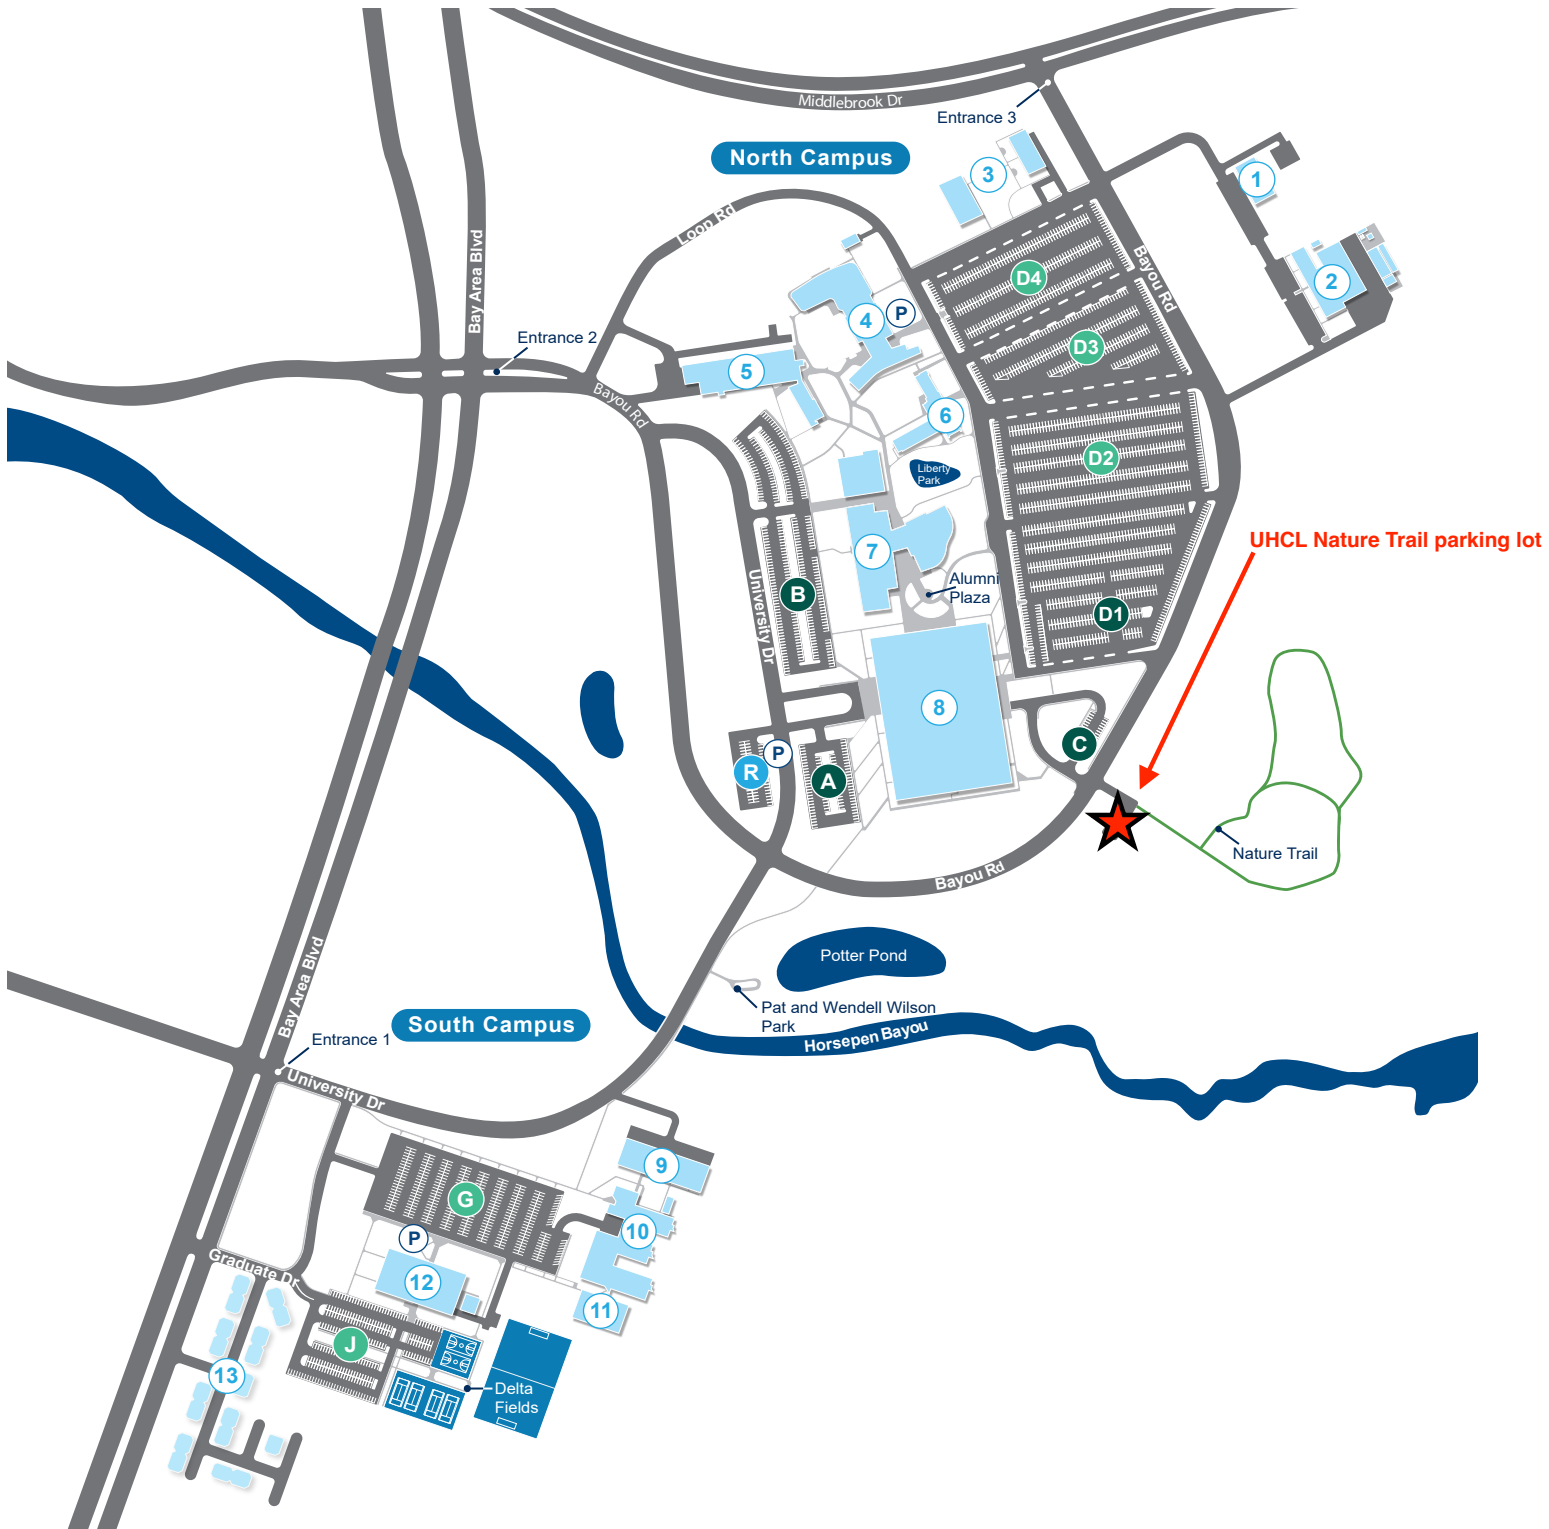 Middlebrook Dr
Entrance 3
North Campus
3
1
Loop Rd
Bay Area Blvd
Bayou Rd
D4
2
4
P
Entrance 2
D3
5
Bayou Rd
6
D2
Liberty
Park
UHCL Nature Trail parking lot
7
Alumni
Plaza
B
University Dr
D1
8
C
P
R
A
Nature Trail
Bayou Rd
Potter Pond
Bay Area Blvd
Pat and Wendell Wilson
Park
South Campus
Horsepen Bayou
Entrance 1
University Dr
9
G
10
P
Graduate Dr
12
11
J
13
Delta
Fields